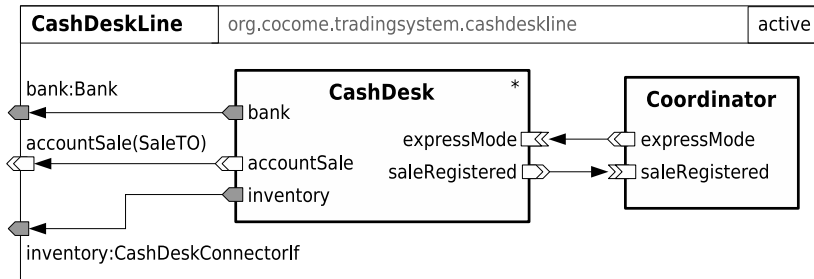 CashDeskLine
org.cocome.tradingsystem.cashdeskline
active
bank:Bank
accountSale(SaleTO)
inventory:CashDeskConnectorIf
CashDesk
*
bank
accountSale
inventory
expressMode
saleRegistered
Coordinator
expressMode
saleRegistered